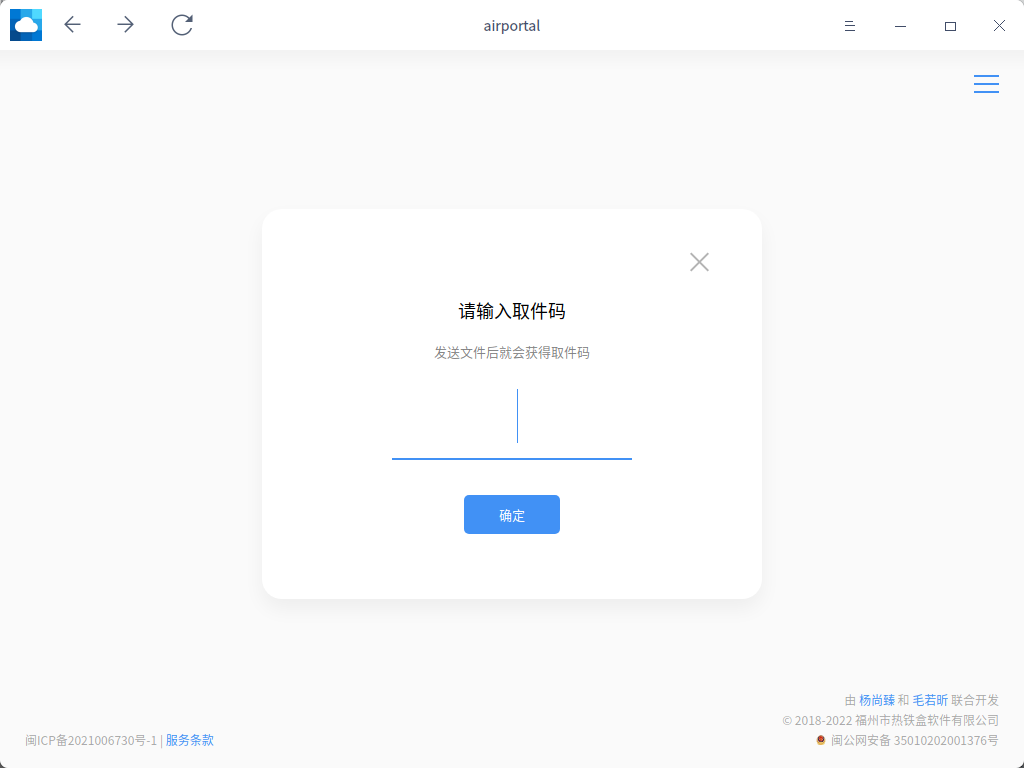 airportal
请输入取件码
发送文件后就会获得取件码
确定
由 杨尚臻 和 毛若昕 联合开发
© 2018-2022 福州市热铁盒软件有限公司
闽ICP备2021006730号-1 | 服务条款
闽公网安备 35010202001376号